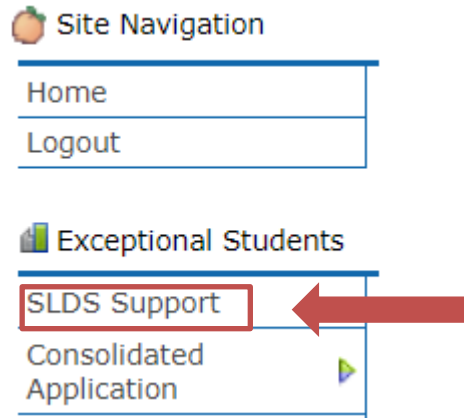 Site Navigation
Home
Logout
Exceptional Students
SLDS Support
Consolidated
Application